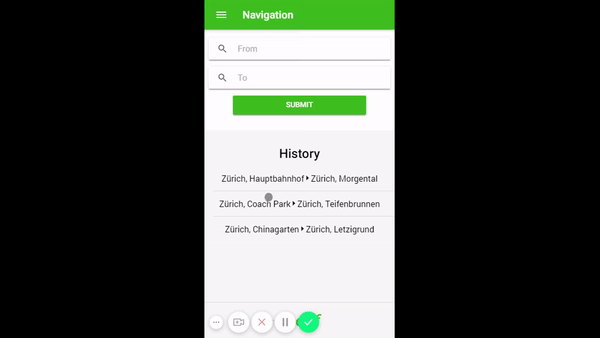 Navigation
From
To
SUBMIT
History
Zürich, Hauptbahnhof Zürich, Morgental
Zürich, Coach Park Zürich, Teifenbrunnen
Zürich, Chinagarten Zürich, Letzigrund